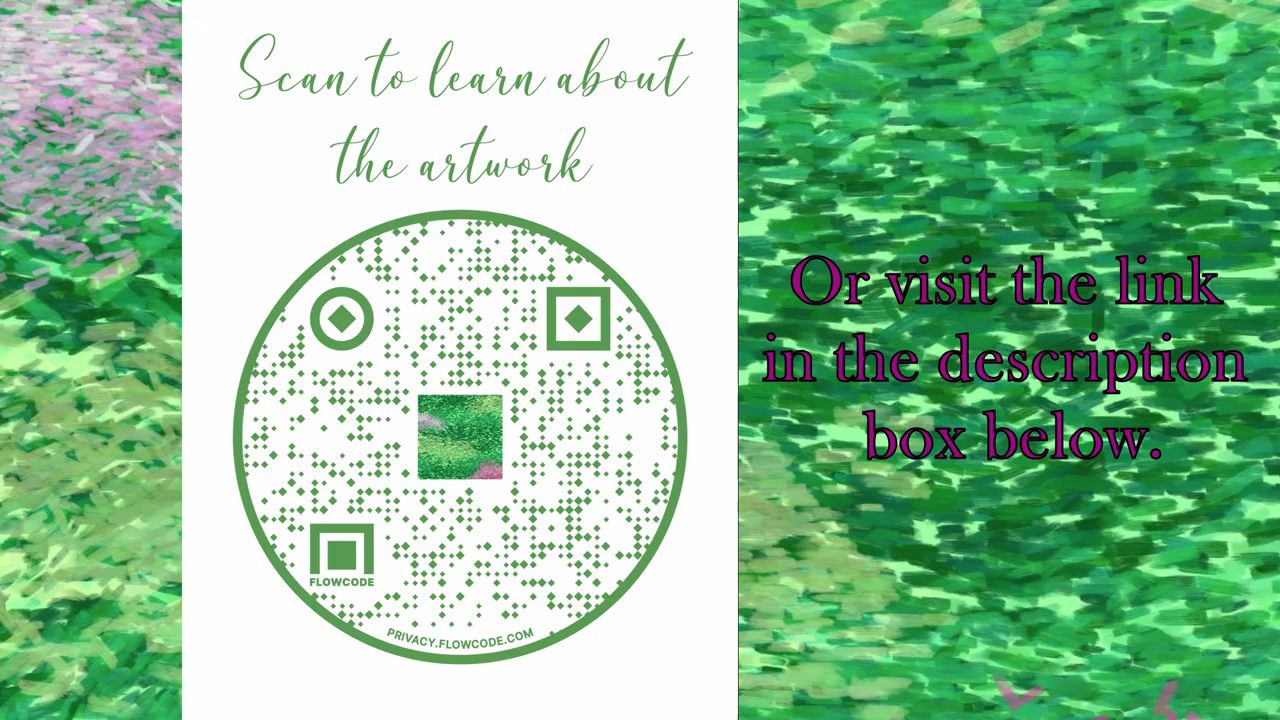 Scan to learn about
the artwork
FLOWCODE
PRIVACY.FLOWCODE.COM
Or visit the link
in the description
box below.